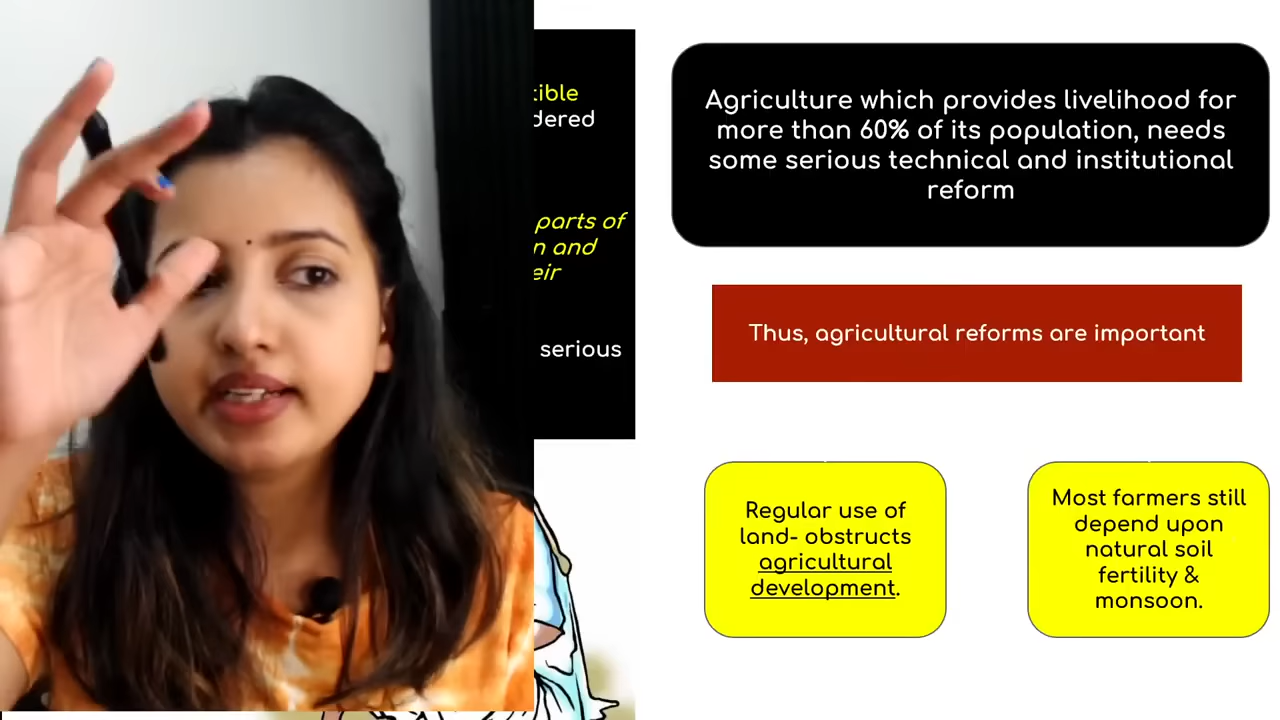 dered
parts of
n and
eir
serious
Agriculture which provides livelihood for
more than 60% of its population, needs
some serious technical and institutional
reform
Thus, agricultural reforms are important
Regular use of
land- obstructs
agricultural
development.
Most farmers still
depend upon
natural soil
fertility &
monsoon.